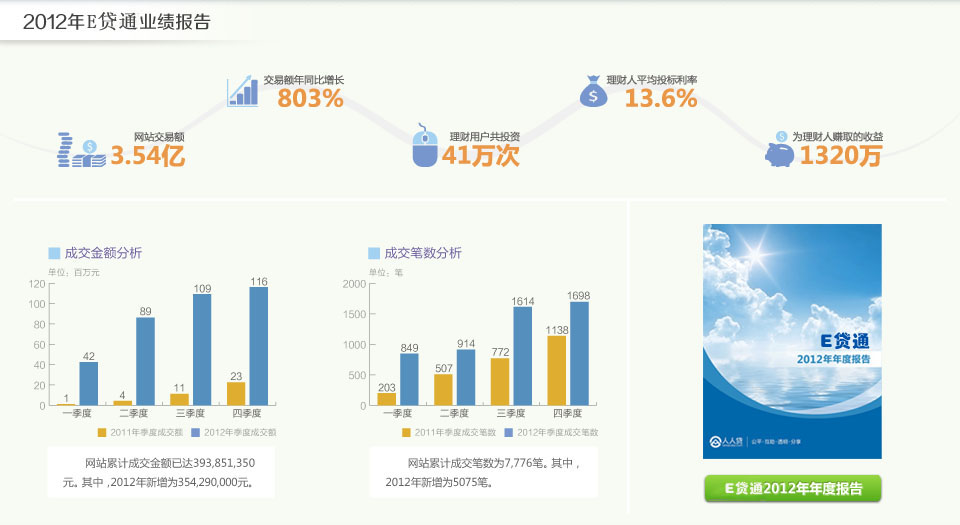 2012年E贷通业绩报告
交易额年同比增长
803%
理财人平均投标利率
$
13.6%
网站交易额
$
3.54亿
理财用户共投资
41万次
$
为理财人赚取的收益
1320万
成交金额分析
单位：百万元
120
100
80
60
40
20
0
1
42
4
89
11
109
23
116
一季度 二季度 三季度 四季度
2011年季度成交额 2012年季度成交额
网站累计成交金额已达393,851,350
元。其中，2012年新增为354,290,000元。
成交笔数分析
单位：笔
2000
1500
1000
500
0
203
849
507
914
772
1614
1138
1698
一季度 二季度 三季度 四季度
2011年季度成交笔数 2012年季度成交笔数
网站累计成交笔数为7,776笔。其中，
2012年新增为5075笔。
E贷通
2012年年度报告
人人贷 公平·互助·透明·分享
E贷通2012年年度报告